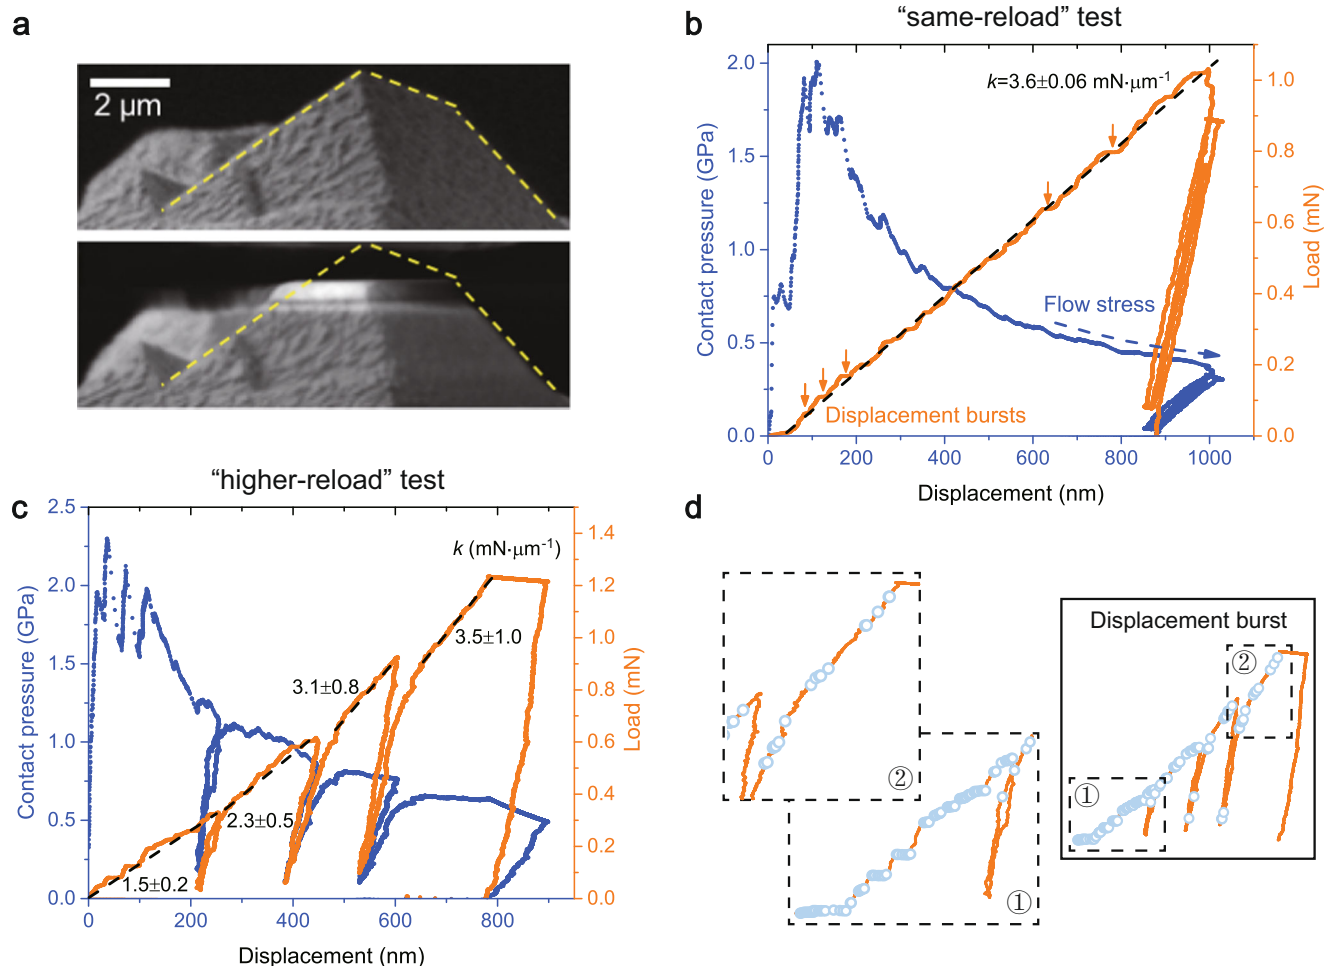 a
2 μm
b
“same-reload” test
k=3.6±0.06 mN·μm⁻¹
Contact pressure (GPa)
2.0
1.5
1.0
0.5
0.0
Load (mN)
1.0
0.8
0.6
0.4
0.2
0.0
Flow stress
Displacement bursts
0
200
400
600
800
1000
Displacement (nm)
“higher-reload” test
c
k (mN·μm⁻¹)
3.5±1.0
3.1±0.8
2.3±0.5
1.5±0.2
Contact pressure (GPa)
2.5
2.0
1.5
1.0
0.5
0.0
Load (mN)
1.4
1.2
1.0
0.8
0.6
0.4
0.2
0.0
0
200
400
600
800
Displacement (nm)
d
②
①
Displacement burst
②
①